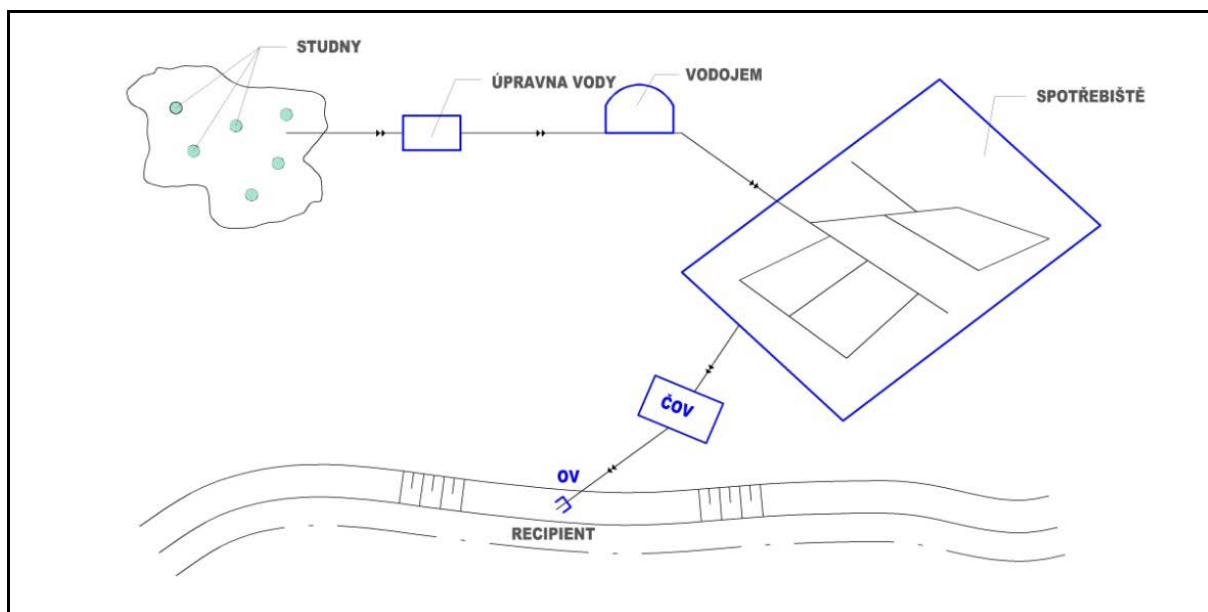 STUDNY
ÚPRAVNA VODY
VODOJEM
SPOTŘEBIŠTĚ
ČOV
OV
RECIPIENT